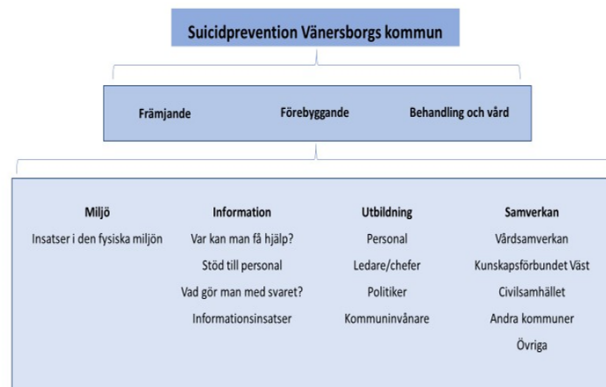 Suicidprevention Vänersborgs kommun
Främjande
Förebyggande
Behandling och vård
Miljö
Insatser i den fysiska miljön
Information
Var kan man få hjälp?
Stöd till personal
Vad gör man med svaret?
Informationsinsatser
Utbildning
Personal
Ledare/chefer
Politiker
Kommuninvånare
Samverkan
Vårdsamverkan
Kunskapsförbundet Väst
Civilsamhället
Andra kommuner
Övriga